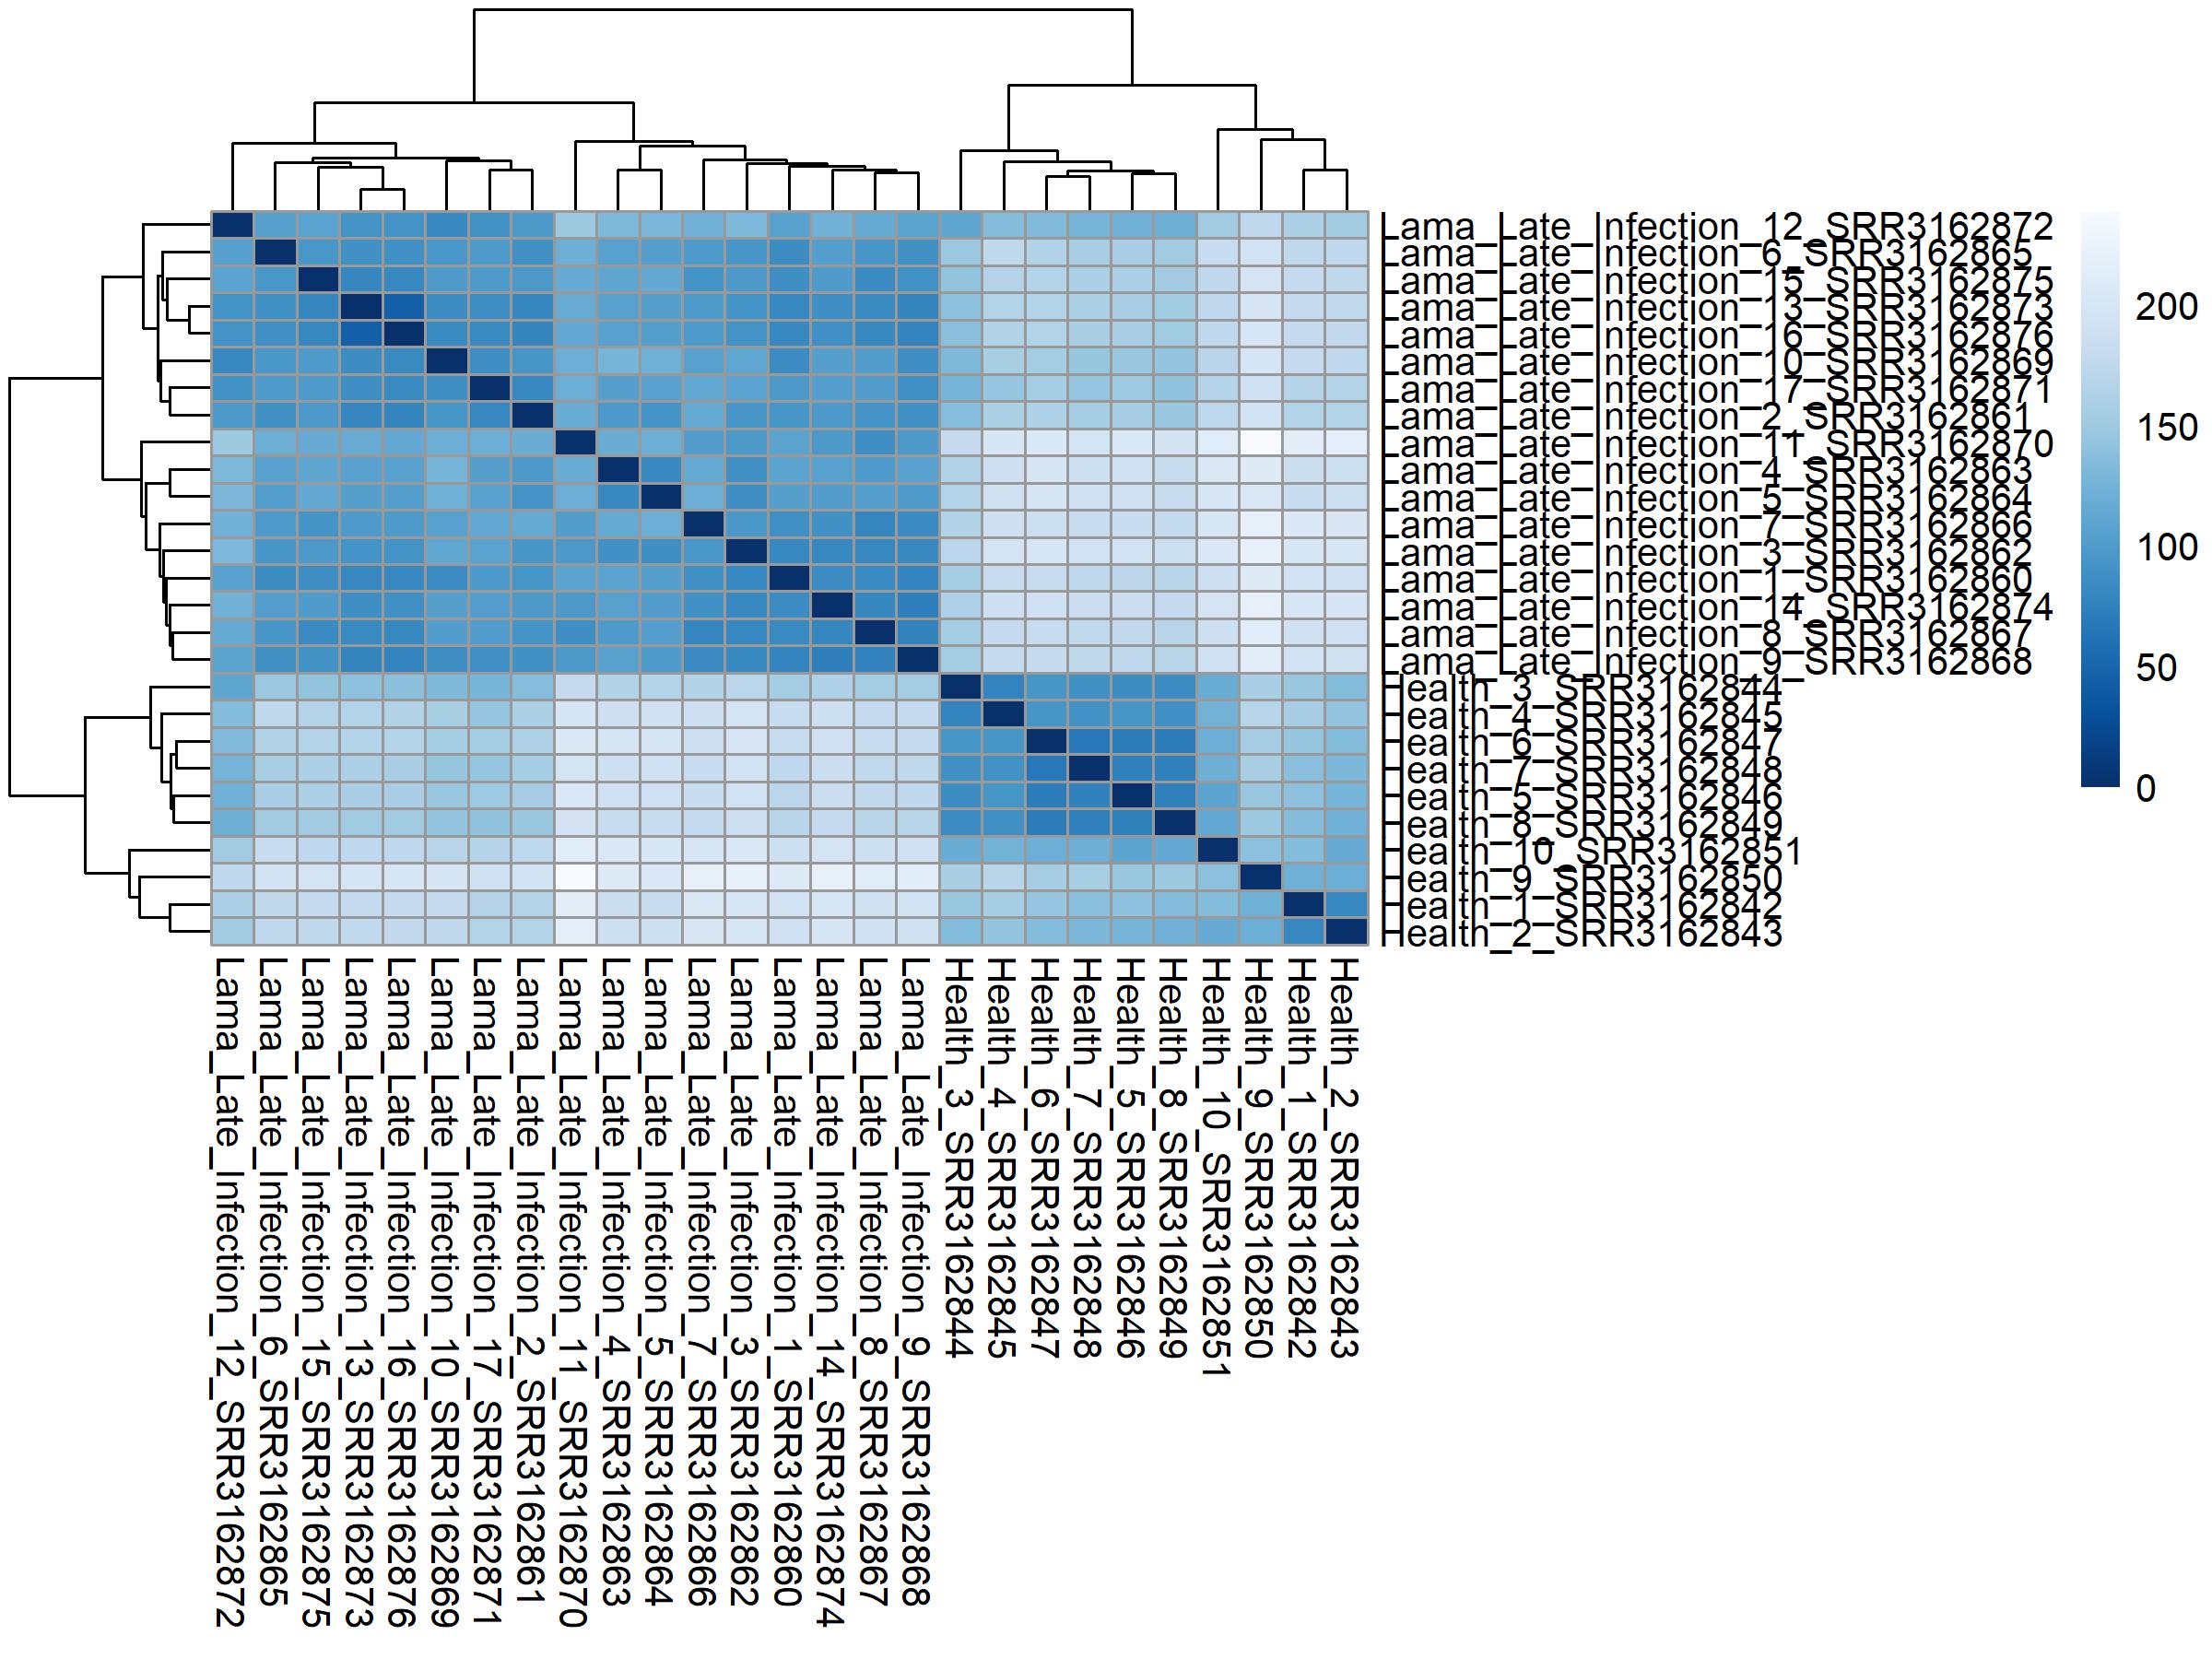 Lama_Late_Infection_12_SRR3162872
Lama_Late_Infection_6_SRR3162865
Lama_Late_Infection_15_SRR3162875
Lama_Late_Infection_13_SRR3162873
Lama_Late_Infection_16_SRR3162876
Lama_Late_Infection_10_SRR3162869
Lama_Late_Infection_17_SRR3162871
Lama_Late_Infection_2_SRR3162861
Lama_Late_Infection_11_SRR3162870
Lama_Late_Infection_4_SRR3162863
Lama_Late_Infection_5_SRR3162864
Lama_Late_Infection_7_SRR3162866
Lama_Late_Infection_3_SRR3162862
Lama_Late_Infection_1_SRR3162860
Lama_Late_Infection_14_SRR3162874
Lama_Late_Infection_8_SRR3162867
Lama_Late_Infection_9_SRR3162868
Health_3_SRR3162844
Health_4_SRR3162845
Health_6_SRR3162847
Health_7_SRR3162848
Health_5_SRR3162846
Health_8_SRR3162849
Health_10_SRR3162851
Health_9_SRR3162850
Health_1_SRR3162842
Health_2_SRR3162843
200
150
100
50
0
Lama_Late_Infection_12_SRR3162872
Lama_Late_Infection_6_SRR3162865
Lama_Late_Infection_15_SRR3162875
Lama_Late_Infection_13_SRR3162873
Lama_Late_Infection_16_SRR3162876
Lama_Late_Infection_10_SRR3162869
Lama_Late_Infection_17_SRR3162871
Lama_Late_Infection_2_SRR3162861
Lama_Late_Infection_11_SRR3162870
Lama_Late_Infection_4_SRR3162863
Lama_Late_Infection_5_SRR3162864
Lama_Late_Infection_7_SRR3162866
Lama_Late_Infection_3_SRR3162862
Lama_Late_Infection_1_SRR3162860
Lama_Late_Infection_14_SRR3162874
Lama_Late_Infection_8_SRR3162867
Lama_Late_Infection_9_SRR3162868
Health_3_SRR3162844
Health_4_SRR3162845
Health_6_SRR3162847
Health_7_SRR3162848
Health_5_SRR3162846
Health_8_SRR3162849
Health_10_SRR3162851
Health_9_SRR3162850
Health_1_SRR3162842
Health_2_SRR3162843